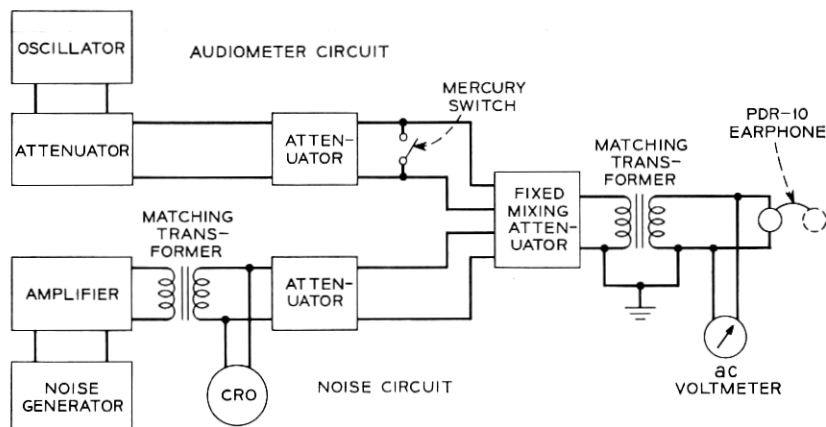 OSCILLATOR
AUDIOMETER CIRCUIT
MERCURY
SWITCH
ATTENUATOR
ATTEN-
UATOR
PDR-10
EARPHONE
MATCHING
TRANS-
FORMER
FIXED
MIXING
ATTEN-
UATOR
MATCHING
TRANS-
FORMER
AMPLIFIER
ATTEN-
UATOR
NOISE
GENERATOR
CRO
NOISE CIRCUIT
ac
VOLTMETER